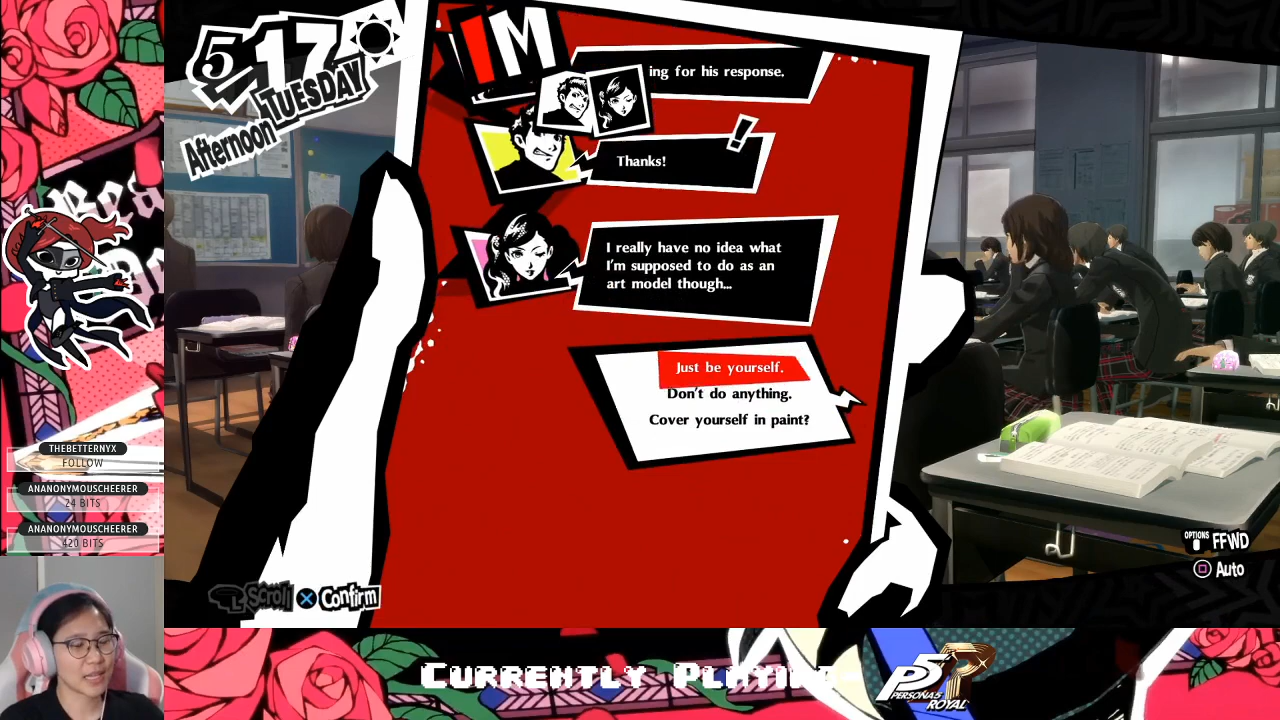 5/17
TUESDAY
Afternoon
IM
ing for his response.
Thanks!
!
I really have no idea what
I'm supposed to do as an
art model though...
Just be yourself.
Don't do anything.
Cover yourself in paint?
THEBETTERNYX
FOLLOW
ANANONYMOUSCHEERER
24 BITS
ANANONYMOUSCHEERER
420 BITS
OPTIONS
FFWD
Auto
L Scroll
Confirm
Currently Playing-
P5R
PERSONA5
ROYAL